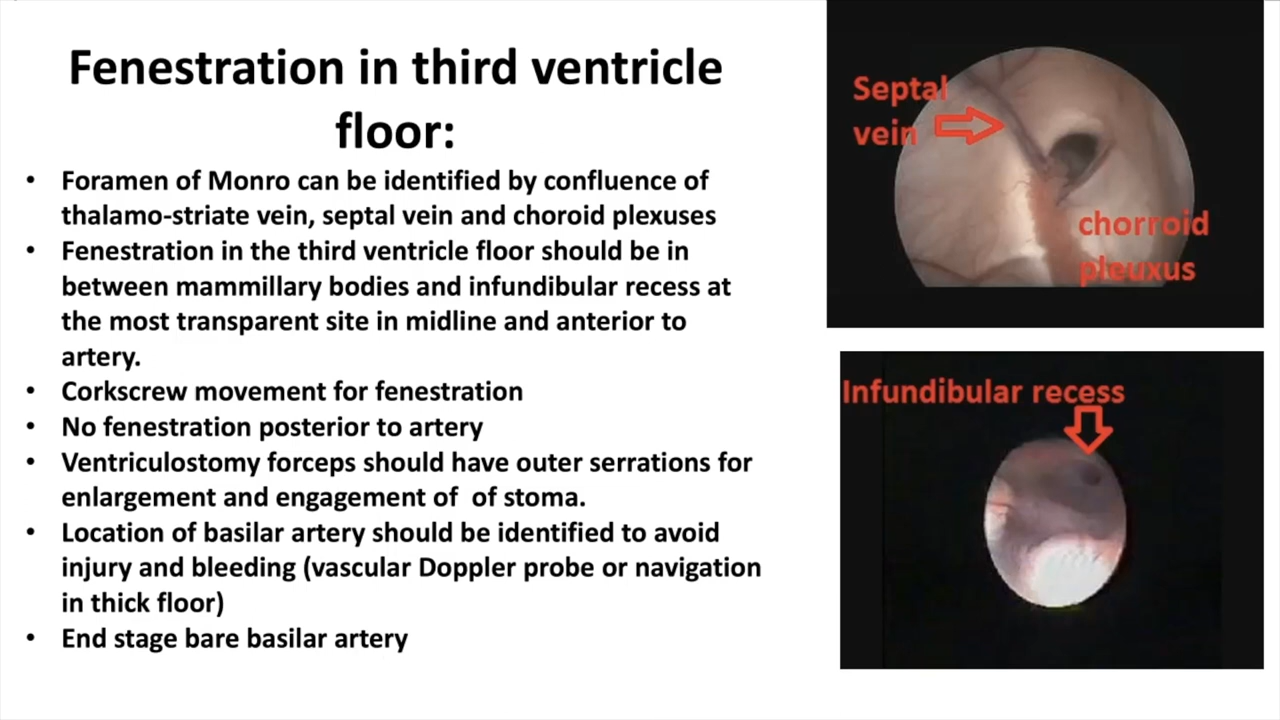 Fenestration in third ventricle
floor:
• Foramen of Monro can be identified by confluence of
thalamo-striate vein, septal vein and choroid plexuses
• Fenestration in the third ventricle floor should be in
between mammillary bodies and infundibular recess at
the most transparent site in midline and anterior to
artery.
• Corkscrew movement for fenestration
• No fenestration posterior to artery
• Ventriculostomy forceps should have outer serrations for
enlargement and engagement of  of stoma.
• Location of basilar artery should be identified to avoid
injury and bleeding (vascular Doppler probe or navigation
in thick floor)
• End stage bare basilar artery
Septal
vein
chorroid
pleuxus
Infundibular recess